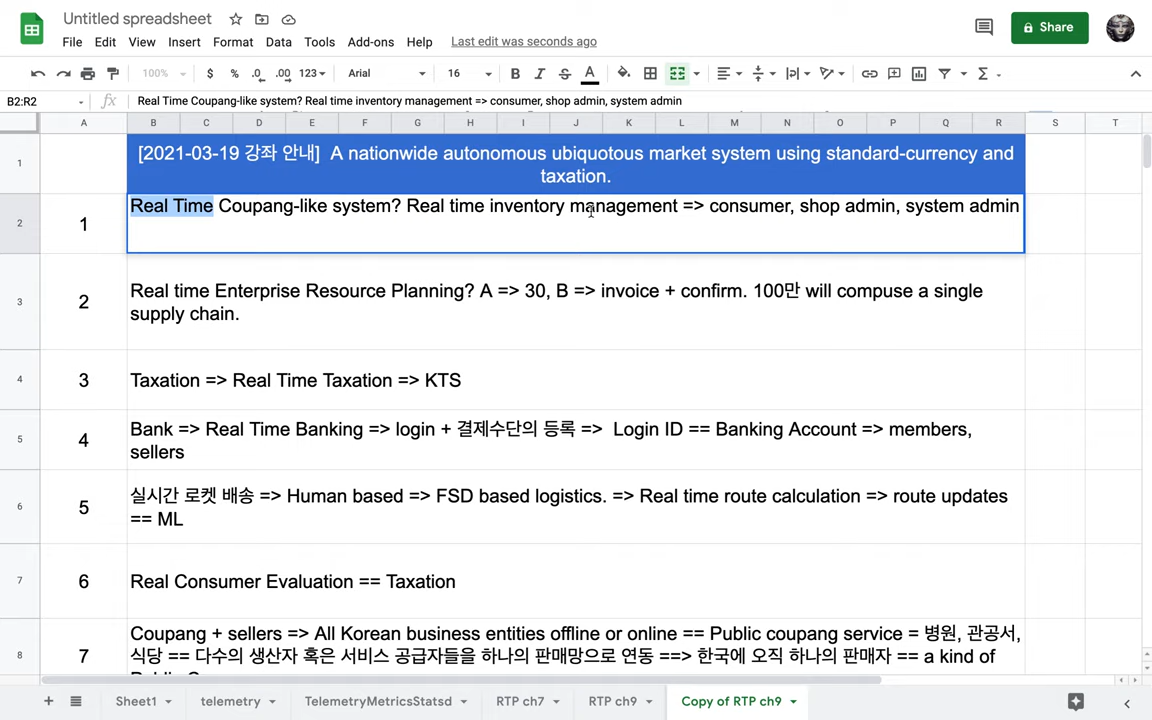 Untitled spreadsheet
File Edit View Insert Format Data Tools Add-ons Help Last edit was seconds ago
Share
100% $ % .0 .00 123 Arial 16 B I S A Σ
B2:R2 fx Real Time Coupang-like system? Real time inventory management => consumer, shop admin, system admin
A B C D E F G H I J K L M N O P Q R S T
1 [2021-03-19 강좌 안내] A nationwide autonomous ubiquotous market system using standard-currency and
taxation.
2 1 Real Time Coupang-like system? Real time inventory management => consumer, shop admin, system admin
3 2 Real time Enterprise Resource Planning? A => 30, B => invoice + confirm. 100만 will compuse a single
supply chain.
4 3 Taxation => Real Time Taxation => KTS
5 4 Bank => Real Time Banking => login + 결제수단의 등록 => Login ID == Banking Account => members,
sellers
6 5 실시간 로켓 배송 => Human based => FSD based logistics. => Real time route calculation => route updates
== ML
7 6 Real Consumer Evaluation == Taxation
8 7 Coupang + sellers => All Korean business entities offline or online == Public coupang service = 병원, 관공서,
식당 == 다수의 생산자 혹은 서비스 공급자들을 하나의 판매망으로 연동 ==> 한국에 오직 하나의 판매자 == a kind of
Sheet1 telemetry TelemetryMetricsStatsd RTP ch7 RTP ch9 Copy of RTP ch9